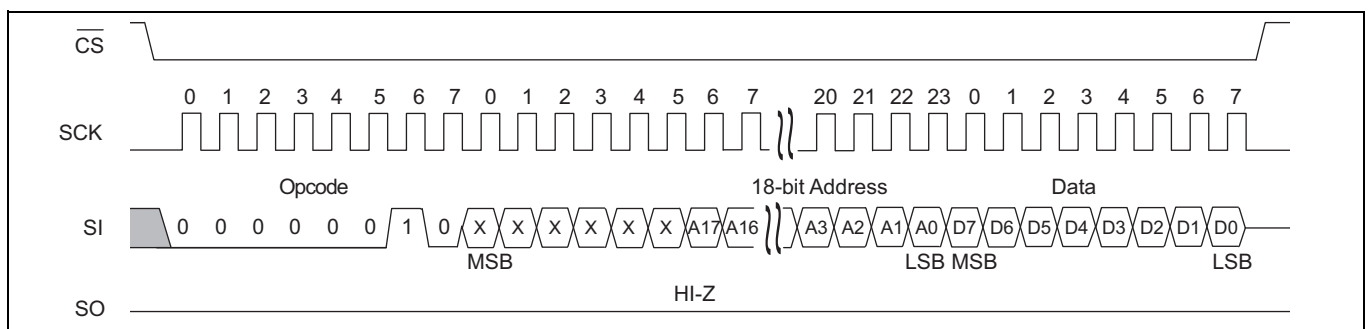 CS
0 1 2 3 4 5 6 7 0 1 2 3 4 5 6 7 20 21 22 23 0 1 2 3 4 5 6 7
SCK
Opcode 18-bit Address Data
SI 0 0 0 0 0 0 1 0 X X X X X X A17 A16 A3 A2 A1 A0 D7 D6 D5 D4 D3 D2 D1 D0
MSB LSB MSB LSB
HI-Z
SO